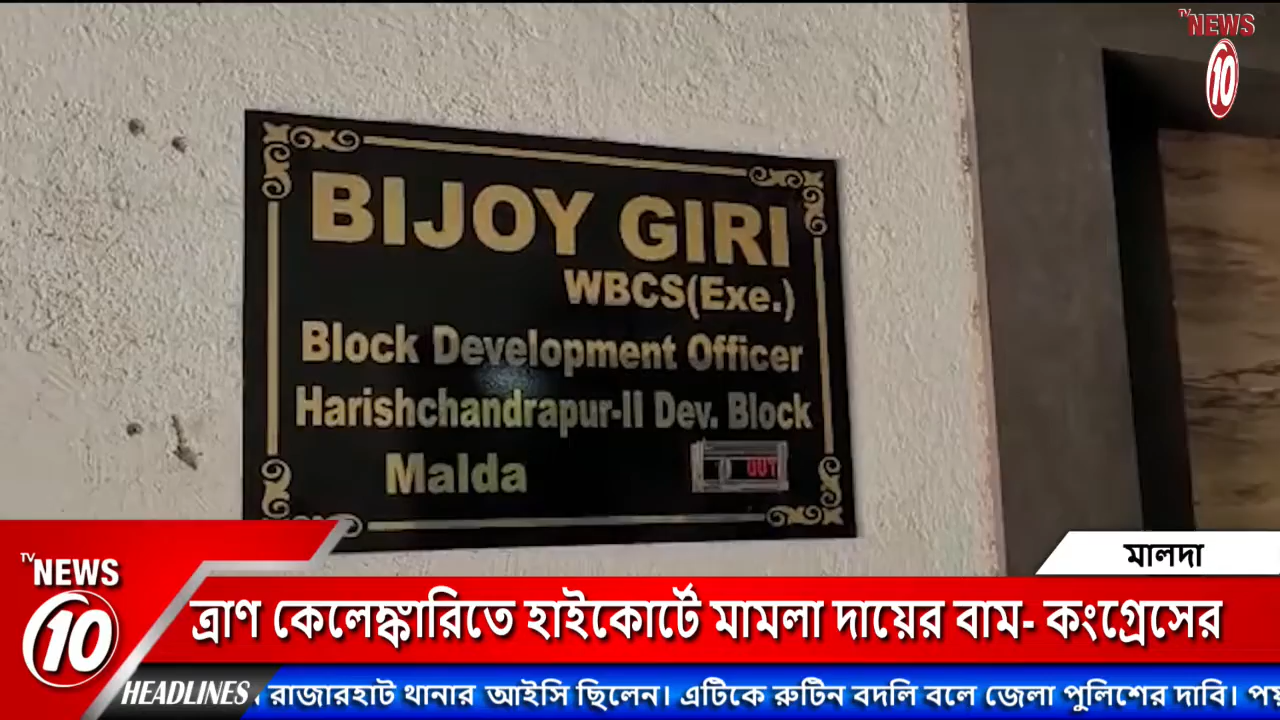 TV NEWS
10
BIJOY GIRI
WBCS(Exe.)
Block Development Officer
Harishchandrapur-II Dev. Block
Malda
OUT
মালদা
TV NEWS
10
ত্রাণ কেলেঙ্কারিতে হাইকোর্টে মামলা দায়ের বাম- কংগ্রেসের
HEADLINES
রাজারহাট থানার আইসি ছিলেন। এটিকে রুটিন বদলি বলে জেলা পুলিশের দাবি।